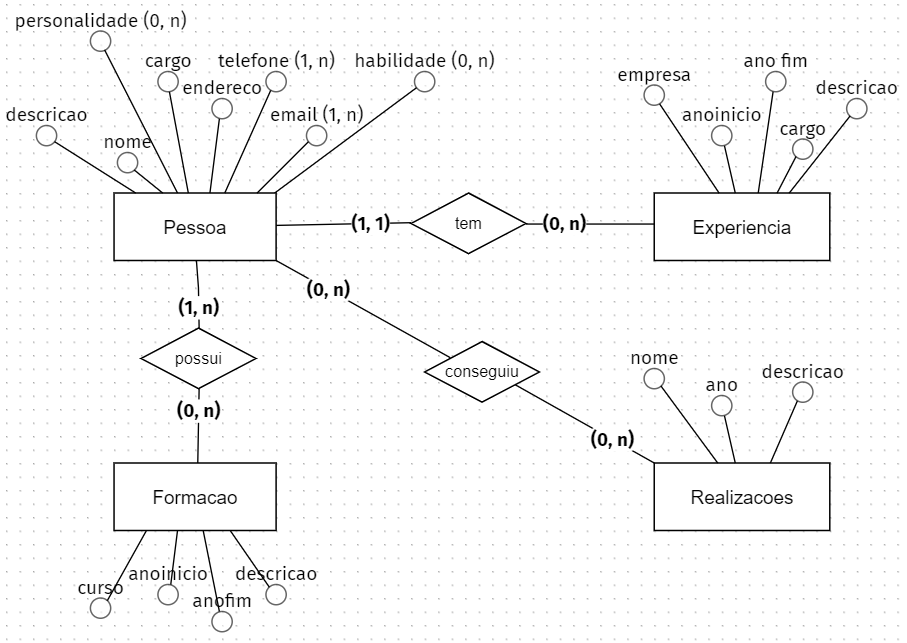 personalidade (0, n)
cargo
telefone (1, n)
habilidade (0, n)
descricao
endereco
nome
email (1, n)
empresa
ano fim
anoinicio
descricao
cargo
Pessoa
(1, 1)
tem
(0, n)
Experiencia
(1, n)
(0, n)
possui
conseguiu
(0, n)
(0, n)
nome
ano
descricao
Formacao
Realizacoes
curso
anoinicio
anofim
descricao